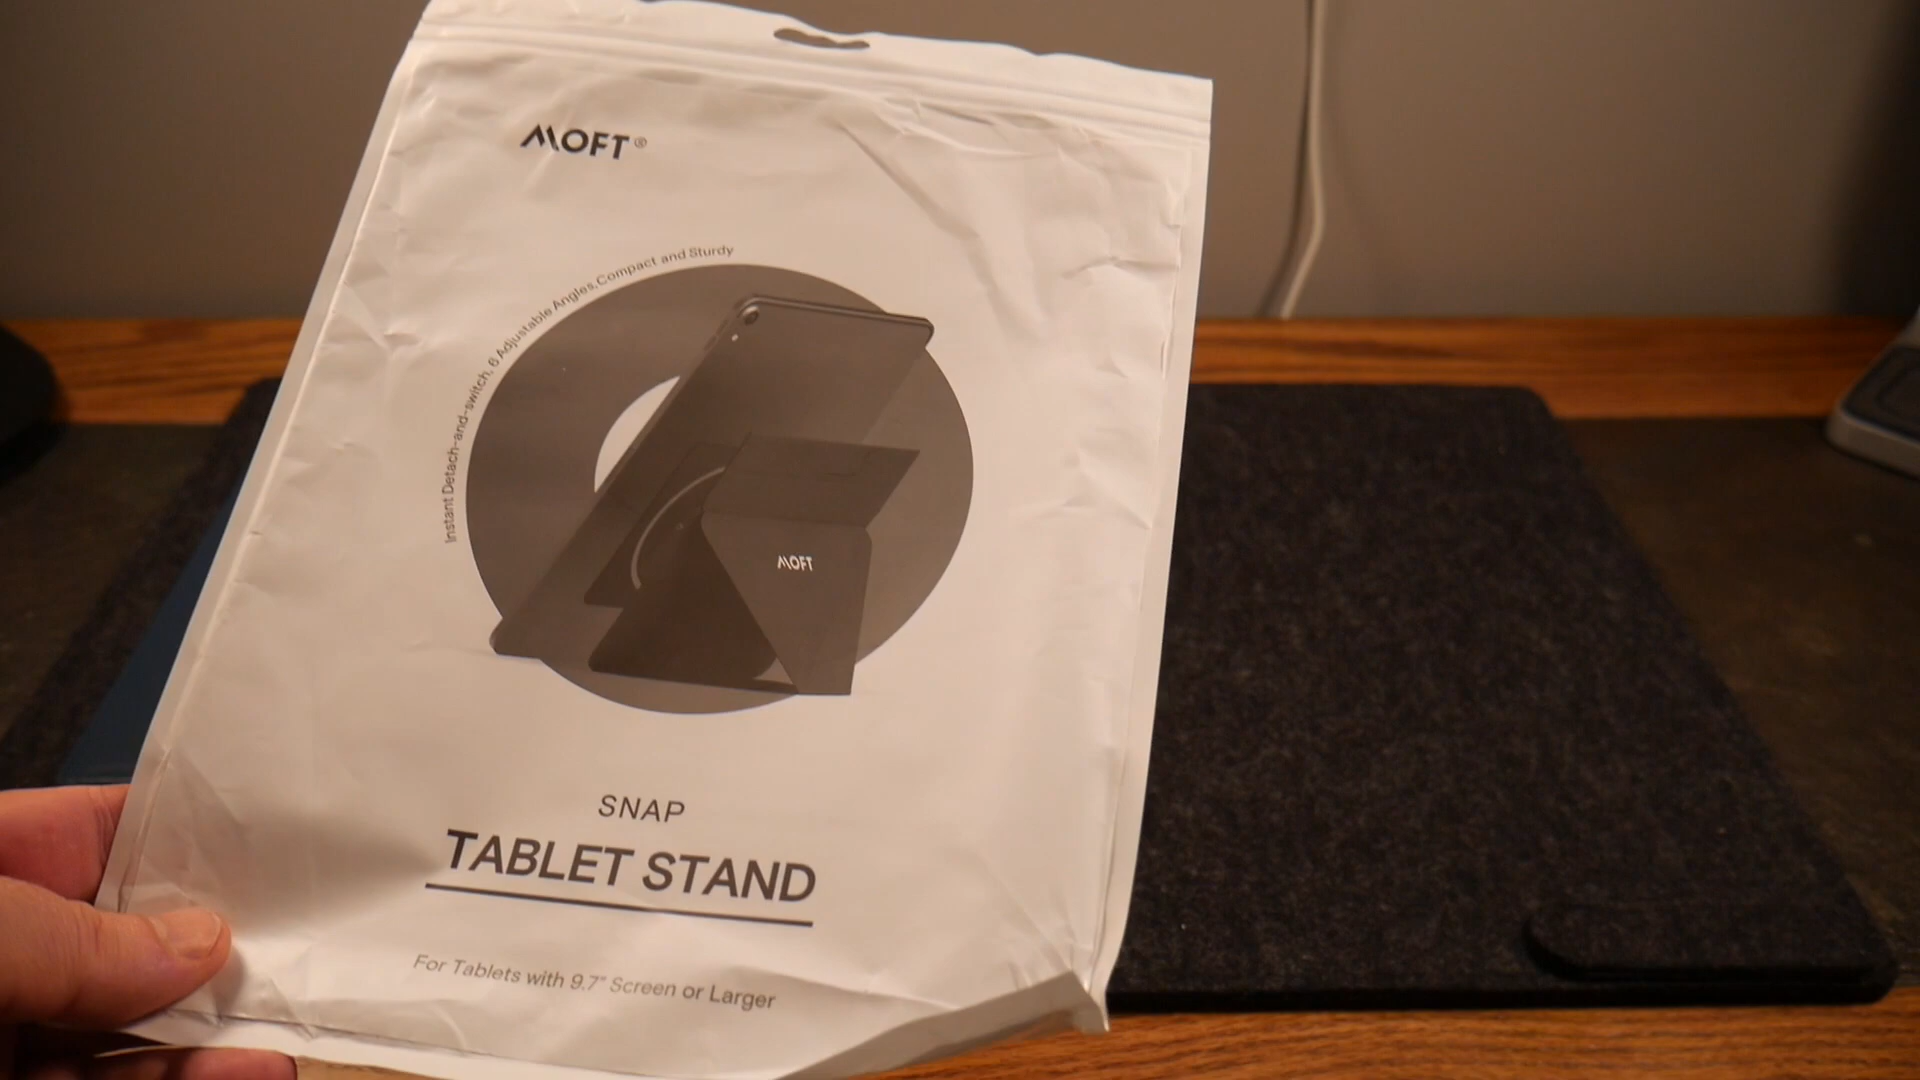 MOFT®
Instant Detach-and-switch, 6 Adjustable Angles, Compact and Sturdy
MOFT
SNAP
TABLET STAND
For Tablets with 9.7" Screen or Larger